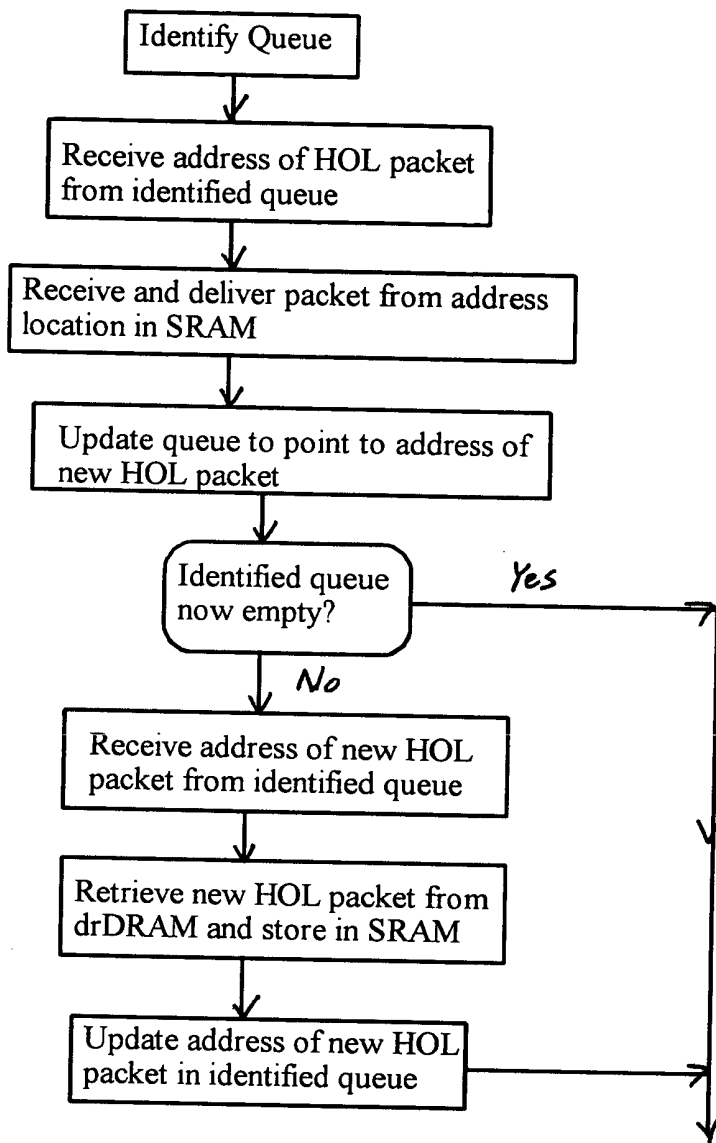 Identify Queue
Receive address of HOL packet
from identified queue
Receive and deliver packet from address
location in SRAM
Update queue to point to address of
new HOL packet
Identified queue
now empty?
Yes
No
Receive address of new HOL
packet from identified queue
Retrieve new HOL packet from
drDRAM and store in SRAM
Update address of new HOL
packet in identified queue